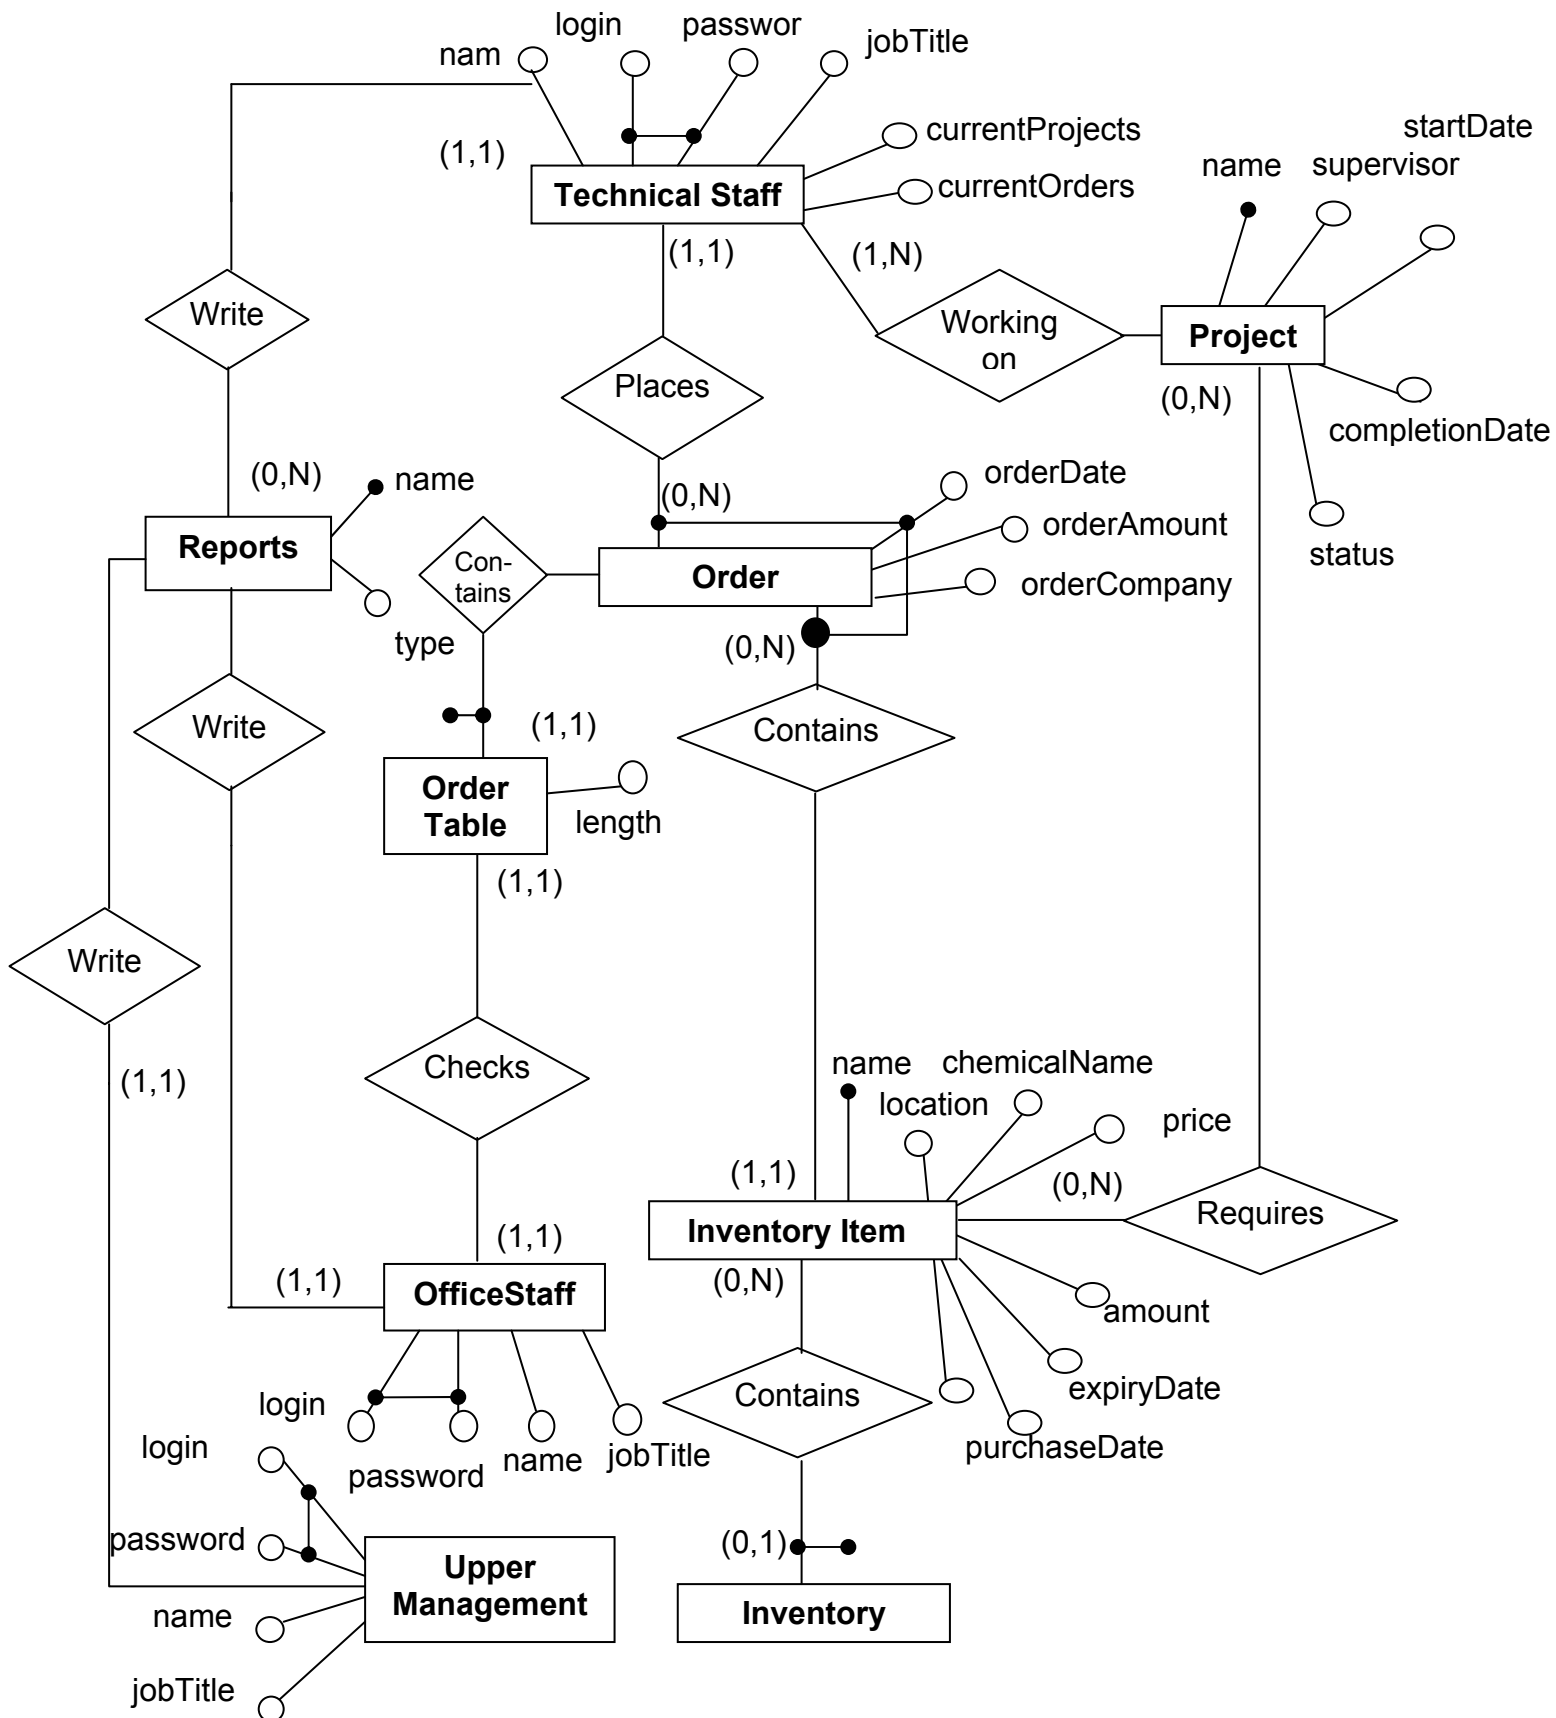 login
passwor
jobTitle
nam
currentProjects
startDate
(1,1)
name
supervisor
Technical Staff
currentOrders
(1,1)
(1,N)
Write
Working
on
Project
Places
(0,N)
completionDate
(0,N)
name
orderDate
(0,N)
orderAmount
Reports
Con-
tains
Order
status
orderCompany
type
(0,N)
Write
(1,1)
Contains
Order
Table
length
(1,1)
Write
Checks
name
chemicalName
(1,1)
location
price
(1,1)
(0,N)
Requires
(1,1)
Inventory Item
(1,1)
OfficeStaff
(0,N)
amount
login
Contains
expiryDate
login
password
name
jobTitle
purchaseDate
password
(0,1)
Upper
Management
name
Inventory
jobTitle